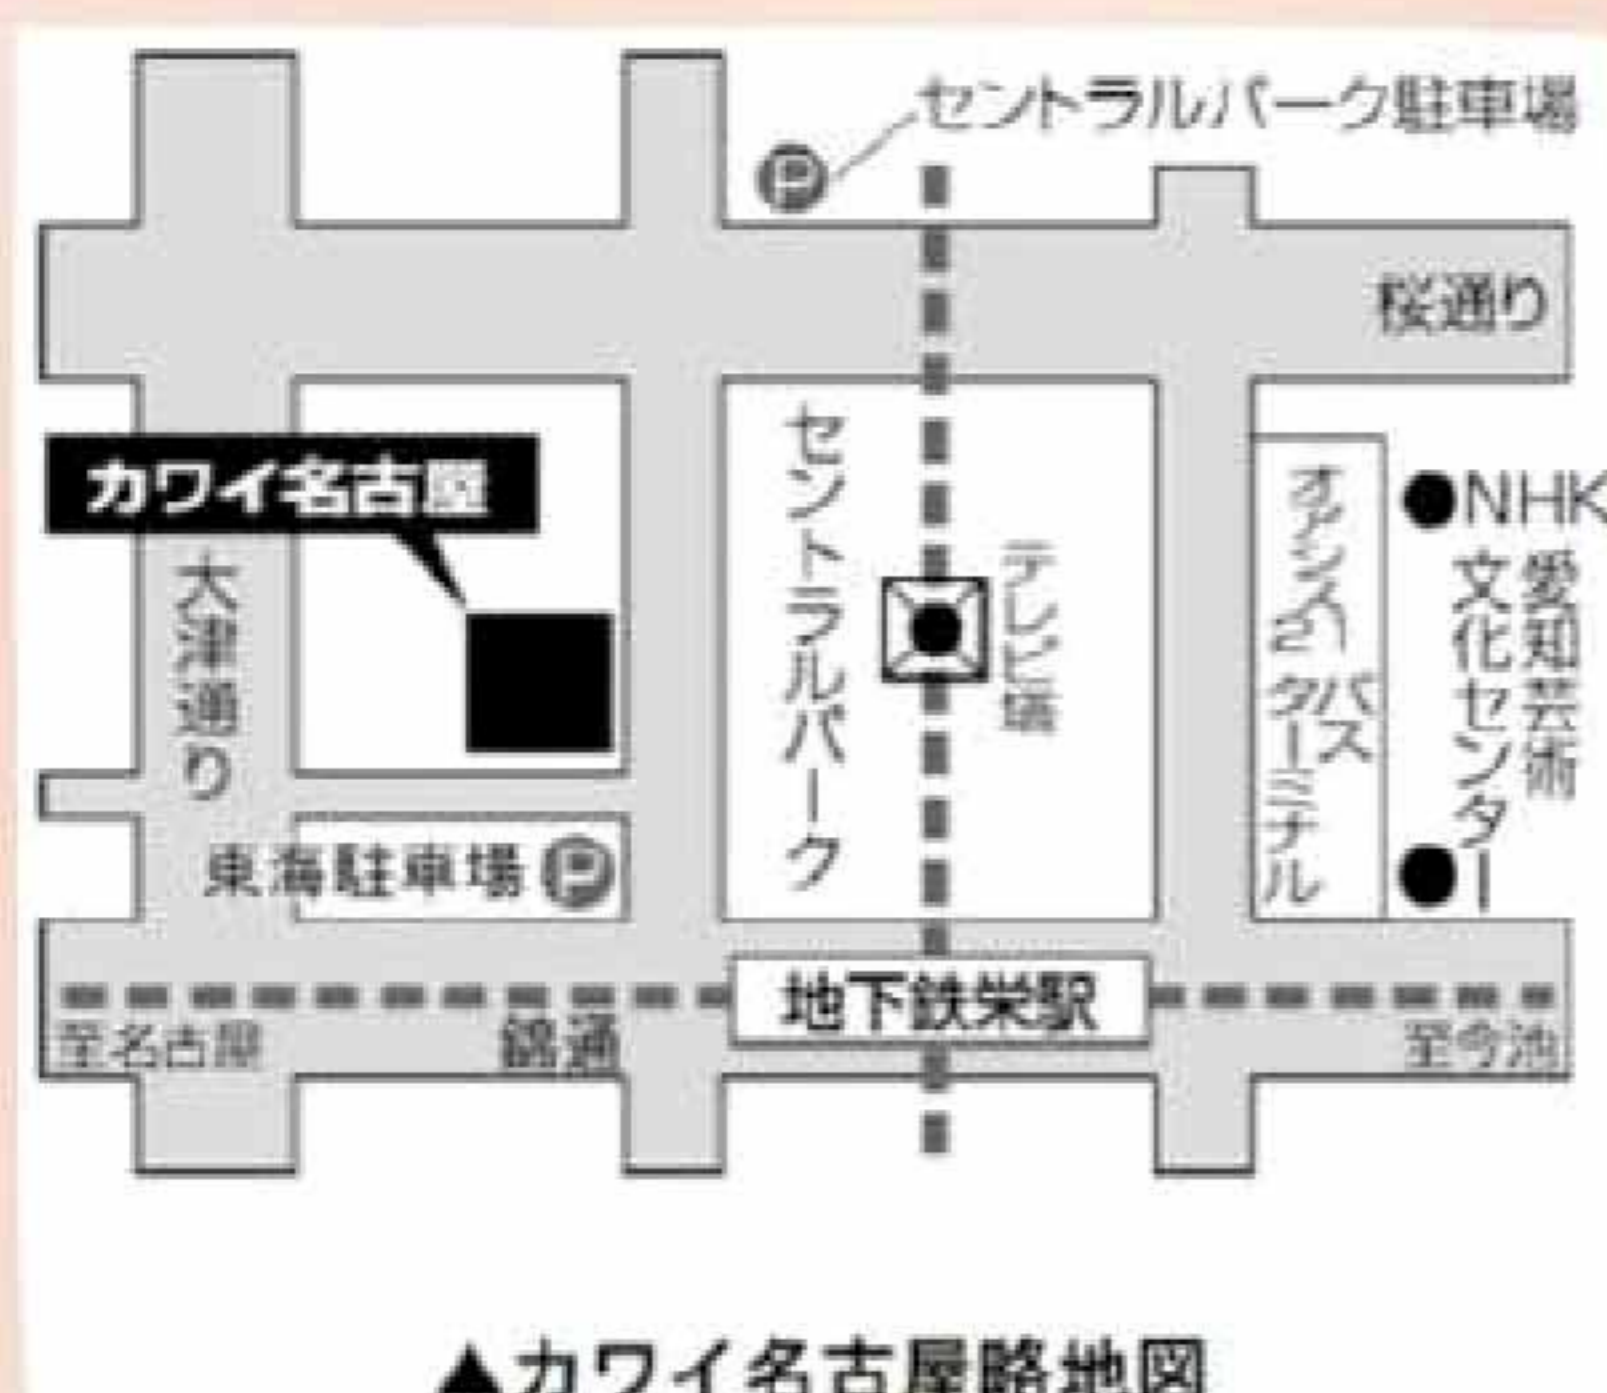 セントラルパーク駐車場
桜通り
カワイ名古屋
大津通り
セントラルパーク
テレビ塔
オアシス21
バス
ターミナル
NHK
愛知芸術
文化センター
東海駐車場 P
P
地下鉄栄駅
至名古屋
錦通
至今池
▲カワイ名古屋略地図